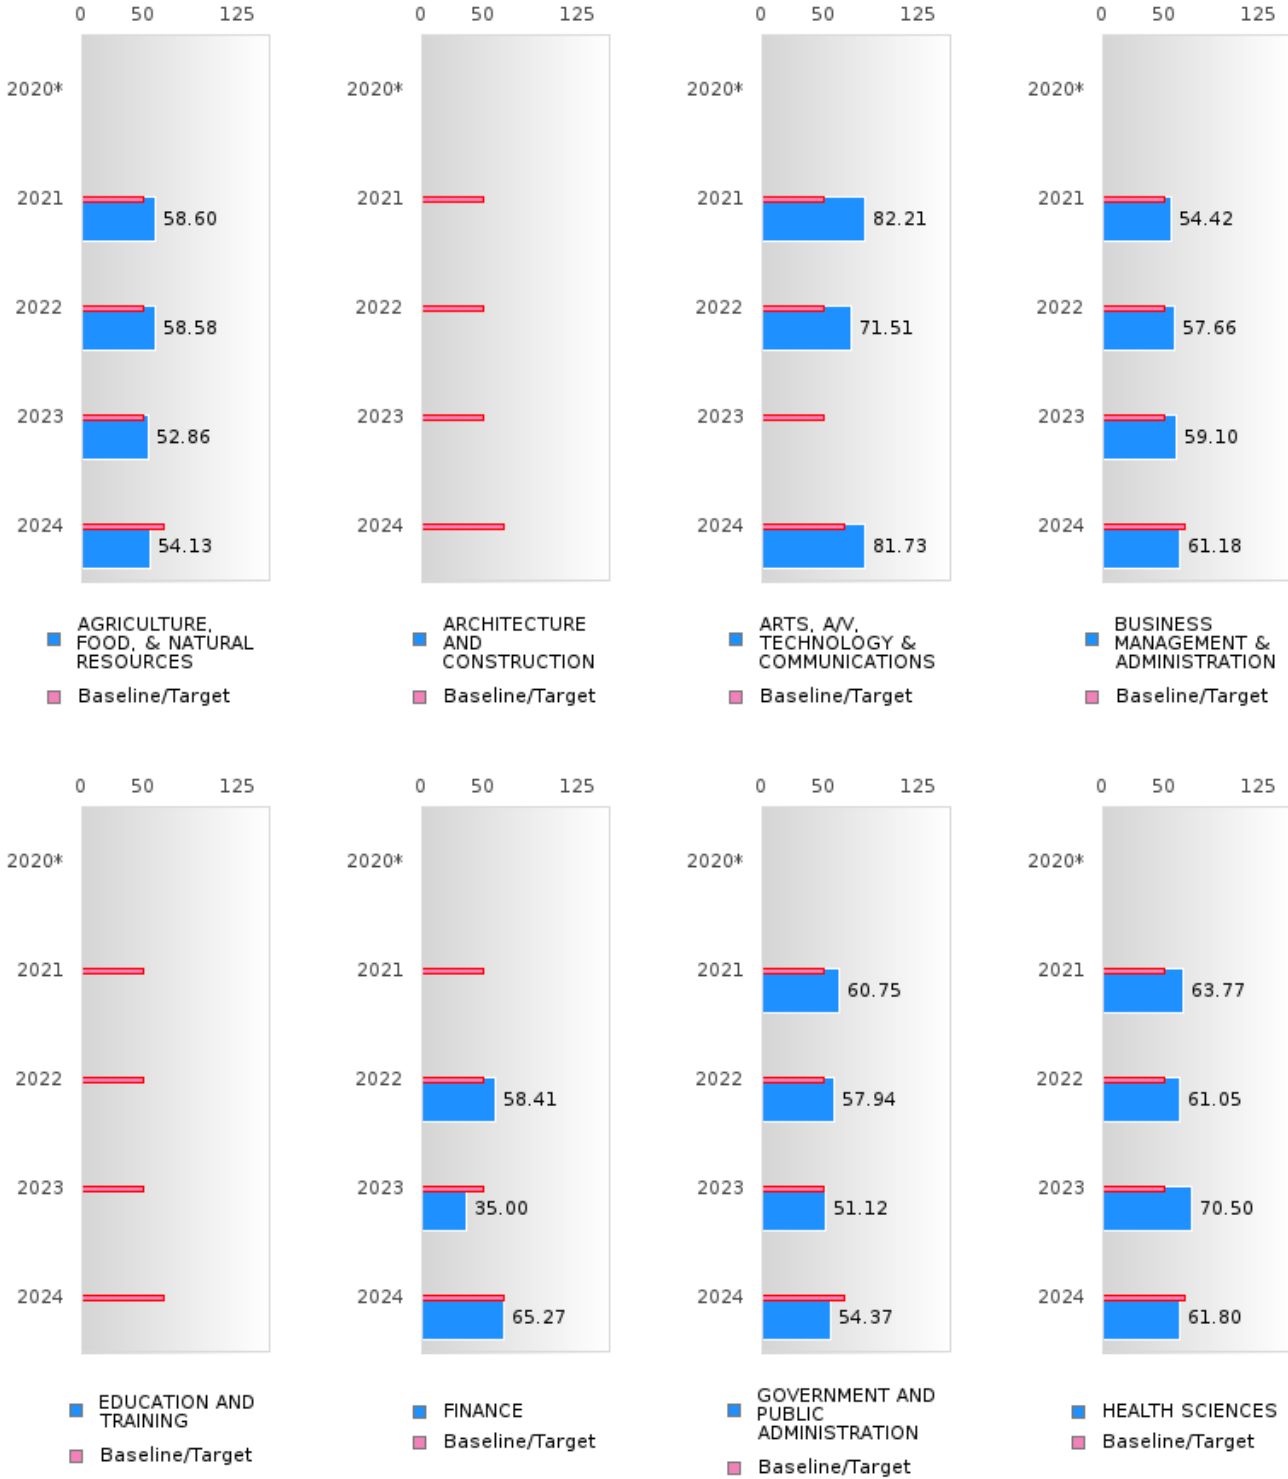 0 50 125
2020*
2021
58.60
2022
58.58
2023
52.86
2024
54.13
AGRICULTURE,
FOOD, & NATURAL
RESOURCES
Baseline/Target
0 50 125
2020*
2021
2022
2023
2024
ARCHITECTURE
AND
CONSTRUCTION
Baseline/Target
0 50 125
2020*
2021
82.21
2022
71.51
2023
2024
81.73
ARTS, A/V,
TECHNOLOGY &
COMMUNICATIONS
Baseline/Target
0 50 125
2020*
2021
54.42
2022
57.66
2023
59.10
2024
61.18
BUSINESS
MANAGEMENT &
ADMINISTRATION
Baseline/Target
0 50 125
2020*
2021
2022
2023
2024
EDUCATION AND
TRAINING
Baseline/Target
0 50 125
2020*
2021
2022
58.41
2023
35.00
2024
65.27
FINANCE
Baseline/Target
0 50 125
2020*
2021
60.75
2022
57.94
2023
51.12
2024
54.37
GOVERNMENT AND
PUBLIC
ADMINISTRATION
Baseline/Target
0 50 125
2020*
2021
63.77
2022
61.05
2023
70.50
2024
61.80
HEALTH SCIENCES
Baseline/Target